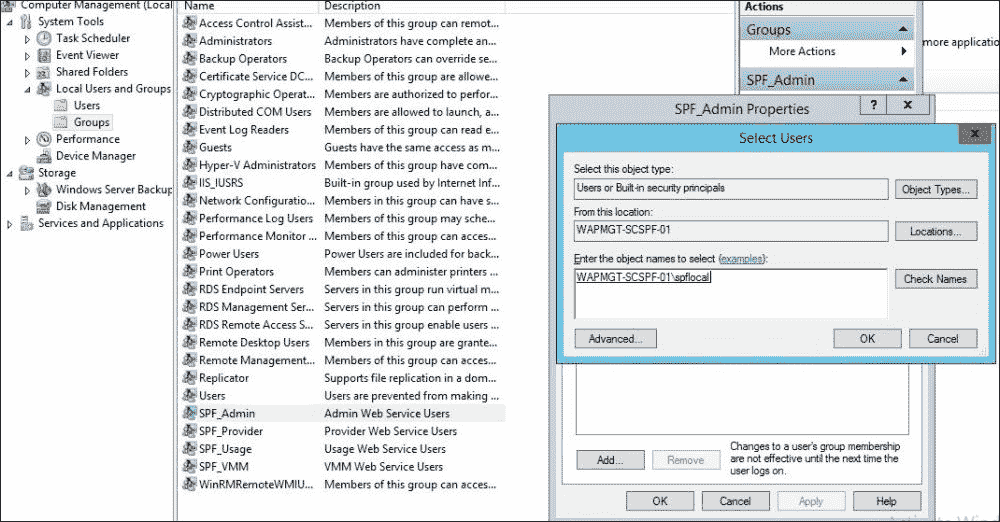 Computer Management (Local
System Tools
Task Scheduler
Event Viewer
Shared Folders
Local Users and Groups
Users
Groups
Performance
Device Manager
Storage
Windows Server Backup
Disk Management
Services and Applications
Name
Description
Access Control Assist... Members of this group can remot...
Administrators Administrators have complete an...
Backup Operators Backup Operators can override se...
Certificate Service DC... Members of this group are allowe...
Cryptographic Operat... Members are authorized to perfor...
Distributed COM Users Members are allowed to launch, a...
Event Log Readers Members of this group can read e...
Guests Guests have the same access as m...
Hyper-V Administrators Members of this group have com...
IIS_IUSRS Built-in group used by Internet Inf...
Network Configuratio... Members in this group can have s...
Performance Log Users Members of this group may sche...
Performance Monitor ... Members of this group can acces...
Power Users Power Users are included for back...
Print Operators Members can administer printers ...
RDS Endpoint Servers Servers in this group run virtual m...
RDS Management Ser... Servers in this group can perform ...
RDS Remote Access S... Servers in this group enable users ...
Remote Desktop Users Members in this group are grante...
Remote Management... Members of this group can acces...
Replicator Supports file replication in a dom...
Users Users are prevented from making ...
SPF_Admin Admin Web Service Users
SPF_Provider Provider Web Service Users
SPF_Usage Usage Web Service Users
SPF_VMM VMM Web Service Users
WinRMRemoteWMIU... Members of this group can acces...
Actions
Groups
More Actions
SPF_Admin
more applicatio
SPF_Admin Properties
? X
Select Users
X
Select this object type:
Users or Built-in security principals
Object Types...
From this location:
WAPMGT-SCSPF-01
Locations...
Enter the object names to select (examples):
WAPMGT-SCSPF-01\spflocal
Check Names
Advanced... OK Cancel
Add... Remove
Changes to a user's group membership
are not effective until the next time the
user logs on.
OK Cancel Apply Help